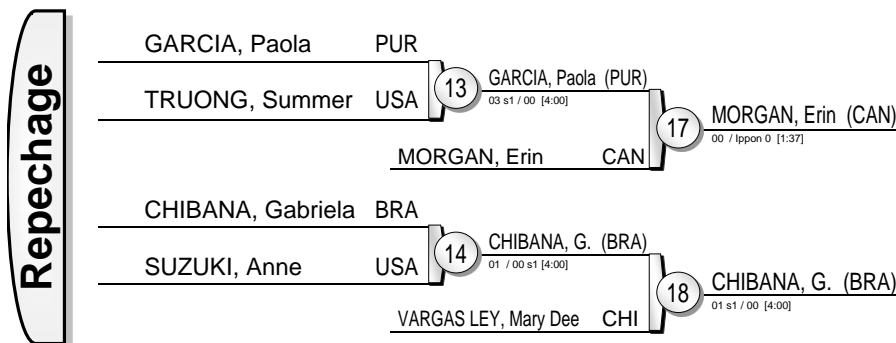 Repechage
GARCIA, Paola PUR
TRUONG, Summer USA
13
GARCIA, Paola (PUR)
03 s1 / 00 [4:00]
MORGAN, Erin CAN
17
MORGAN, Erin (CAN)
00 / Ippon 0 [1:37]
CHIBANA, Gabriela BRA
SUZUKI, Anne USA
14
CHIBANA, G. (BRA)
01 / 00 s1 [4:00]
VARGAS LEY, Mary Dee CHI
18
CHIBANA, G. (BRA)
01 s1 / 00 [4:00]